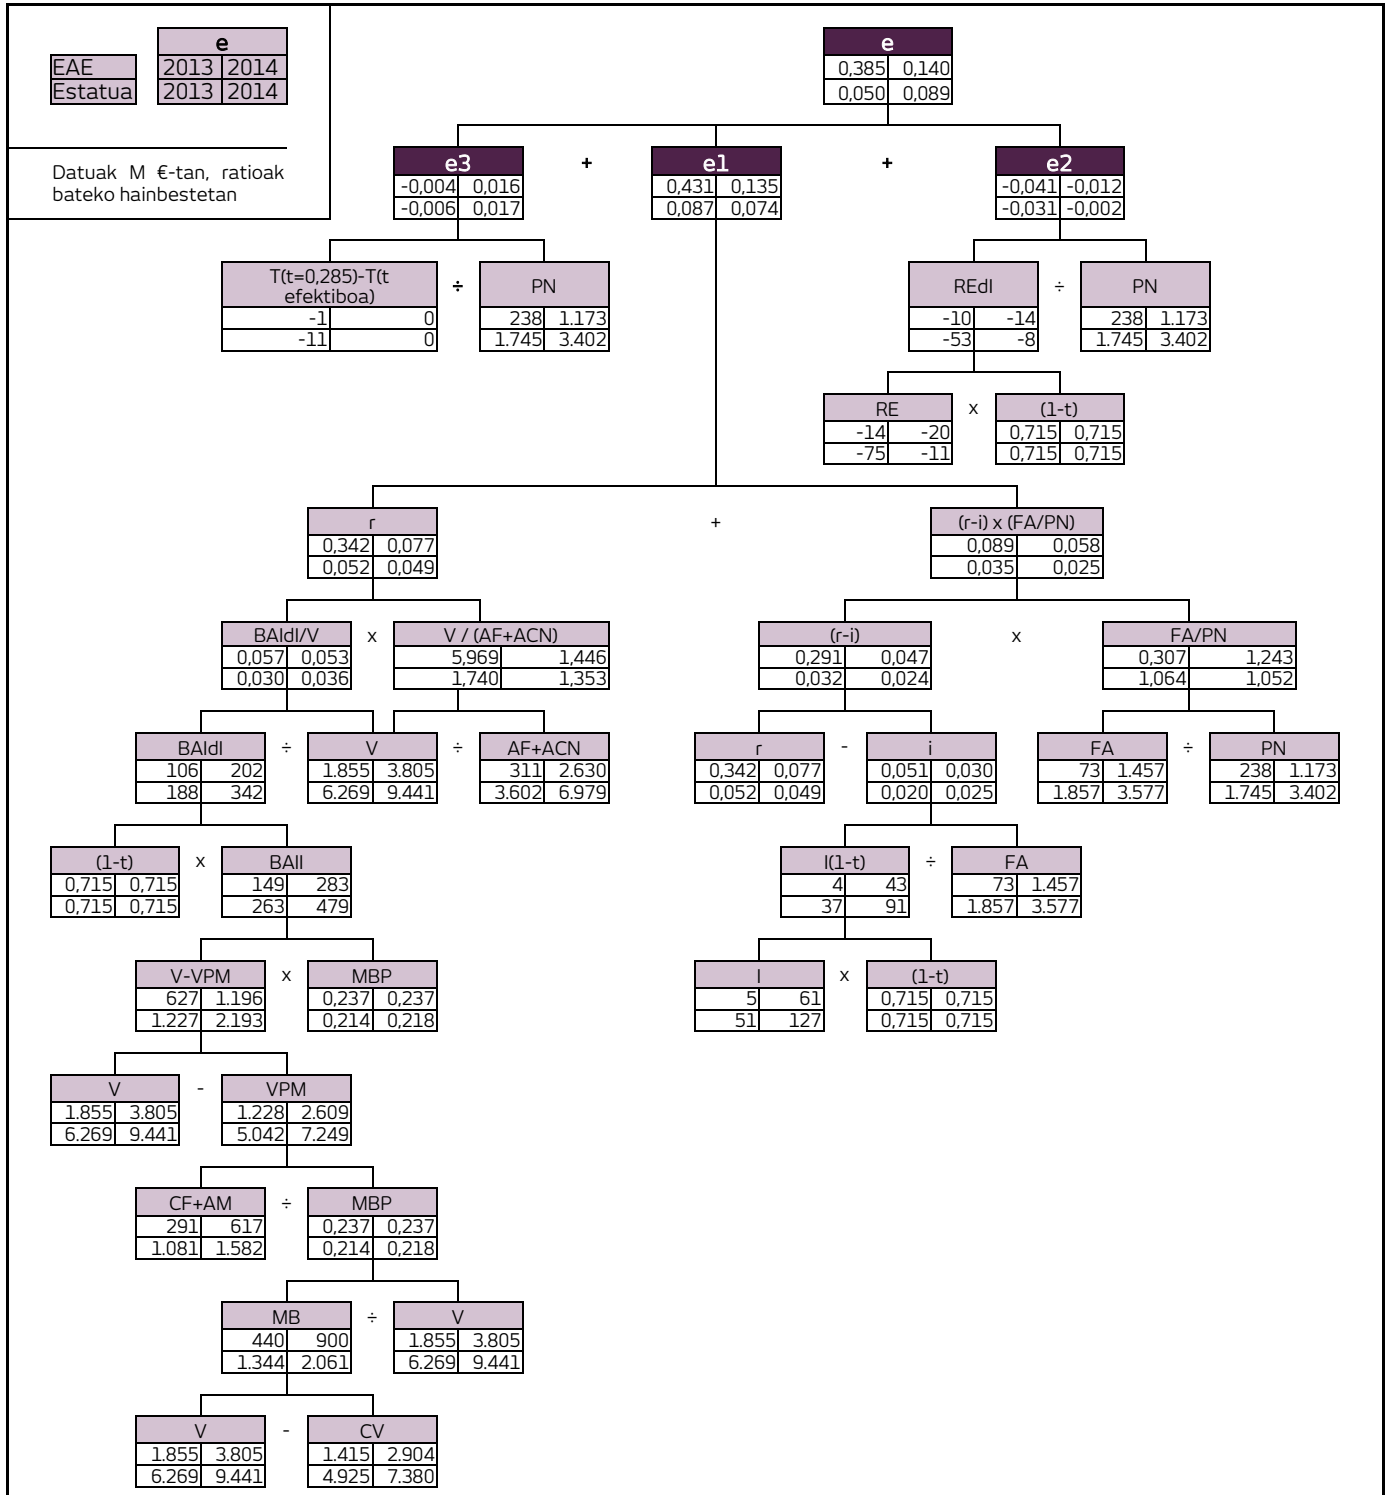 e
EAE 2013 2014
Estatua 2013 2014
Datuak M €-tan, ratioak
bateko hainbestetan
e
0,385 0,140
0,050 0,089
e3 + e1 + e2
-0,004 0,016 0,431 0,135 -0,041 -0,012
-0,006 0,017 0,087 0,074 -0,031 -0,002
T(t=0,285)-T(t
efektiboa) ÷ PN REdI ÷ PN
-1 0 238 1.173 -10 -14 238 1.173
-11 0 1.745 3.402 -53 -8 1.745 3.402
RE x (1-t)
-14 -20 0,715 0,715
-75 -11 0,715 0,715
r + (r-i) x (FA/PN)
0,342 0,077 0,089 0,058
0,052 0,049 0,035 0,025
BAIdI/V x V / (AF+ACN) (r-i) x FA/PN
0,057 0,053 5,969 1,446 0,291 0,047 0,307 1,243
0,030 0,036 1,740 1,353 0,032 0,024 1,064 1,052
BAIdI ÷ V ÷ AF+ACN r - i FA ÷ PN
106 202 1.855 3.805 311 2.630 0,342 0,077 0,051 0,030 73 1.457 238 1.173
188 342 6.269 9.441 3.602 6.979 0,052 0,049 0,020 0,025 1.857 3.577 1.745 3.402
(1-t) x BAII I(1-t) ÷ FA
0,715 0,715 149 283 4 43 73 1.457
0,715 0,715 263 479 37 91 1.857 3.577
V-VPM x MBP I x (1-t)
627 1.196 0,237 0,237 5 61 0,715 0,715
1.227 2.193 0,214 0,218 51 127 0,715 0,715
V - VPM
1.855 3.805 1.228 2.609
6.269 9.441 5.042 7.249
CF+AM ÷ MBP
291 617 0,237 0,237
1.081 1.582 0,214 0,218
MB ÷ V
440 900 1.855 3.805
1.344 2.061 6.269 9.441
V - CV
1.855 3.805 1.415 2.904
6.269 9.441 4.925 7.380